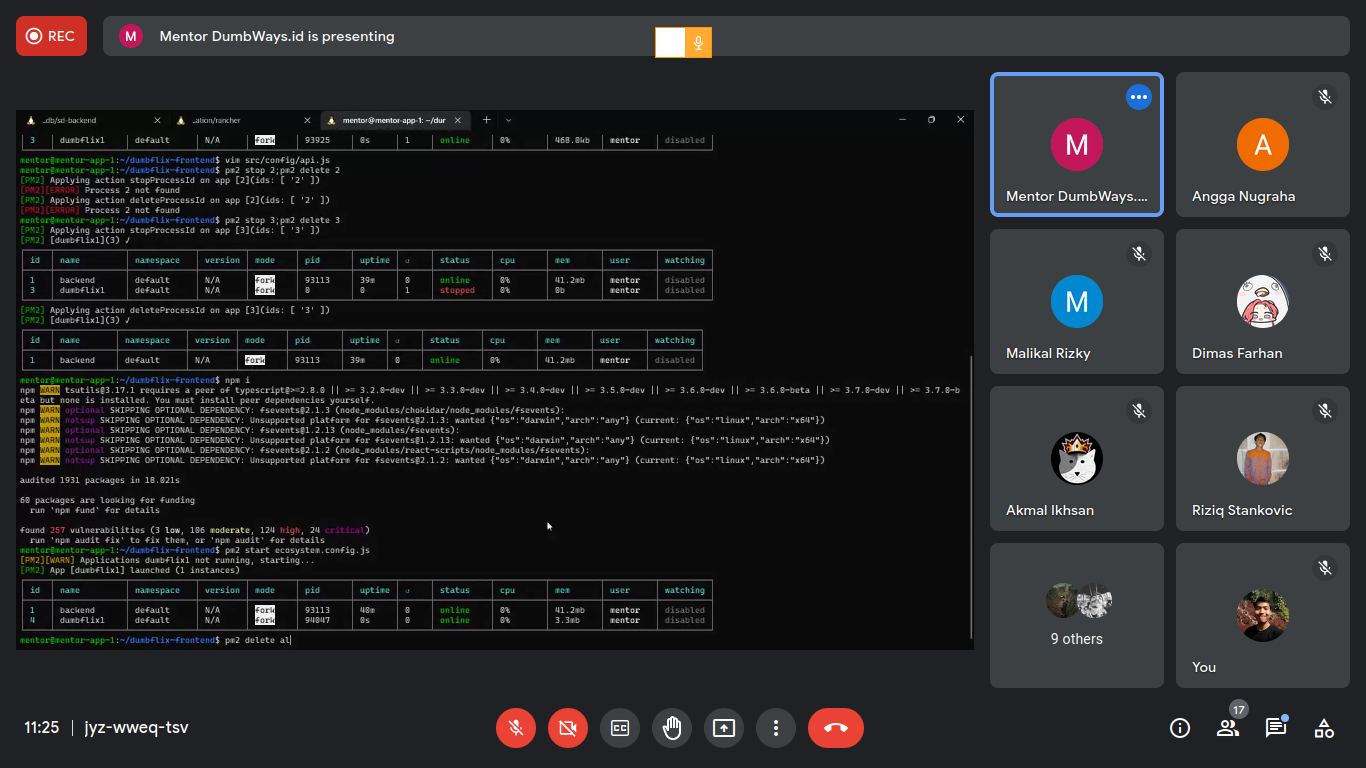 REC
M
Mentor DumbWays.id is presenting
..db/sd-backend
..ation/rancher
mentor@mentor-app-1: ~/dur
3 dumbflix1 default N/A fork 93925 0s 1 online 0% 468.0kb mentor disabled
mentor@mentor-app-1:~/dumbflix-frontend$ vim src/config/api.js
mentor@mentor-app-1:~/dumbflix-frontend$ pm2 stop 2;pm2 delete 2
[PM2] Applying action stopProcessId on app [2](ids: [ '2' ])
[PM2][ERROR] Process 2 not found
[PM2] Applying action deleteProcessId on app [2](ids: [ '2' ])
[PM2][ERROR] Process 2 not found
mentor@mentor-app-1:~/dumbflix-frontend$ pm2 stop 3;pm2 delete 3
[PM2] Applying action stopProcessId on app [3](ids: [ '3' ])
[PM2] [dumbflix1](3) ✓
id name namespace version mode pid uptime ↺ status cpu mem user watching
1 backend default N/A fork 93113 39m 0 online 0% 41.2mb mentor disabled
3 dumbflix1 default N/A fork 0 0 1 stopped 0% 0b mentor disabled
[PM2] Applying action deleteProcessId on app [3](ids: [ '3' ])
[PM2] [dumbflix1](3) ✓
id name namespace version mode pid uptime ↺ status cpu mem user watching
1 backend default N/A fork 93113 39m 0 online 0% 41.2mb mentor disabled
mentor@mentor-app-1:~/dumbflix-frontend$ npm i
npm WARN tsutils@3.17.1 requires a peer of typescript@>=2.8.0 || >= 3.2.0-dev || >= 3.3.0-dev || >= 3.4.0-dev || >= 3.5.0-dev || >= 3.6.0-dev || >= 3.6.0-beta || >= 3.7.0-dev || >= 3.7.0-b
eta but none is installed. You must install peer dependencies yourself.
npm WARN optional SKIPPING OPTIONAL DEPENDENCY: fsevents@2.1.3 (node_modules/chokidar/node_modules/fsevents):
npm WARN notsup SKIPPING OPTIONAL DEPENDENCY: Unsupported platform for fsevents@2.1.3: wanted {"os":"darwin","arch":"any"} (current: {"os":"linux","arch":"x64"})
npm WARN optional SKIPPING OPTIONAL DEPENDENCY: fsevents@1.2.13 (node_modules/fsevents):
npm WARN notsup SKIPPING OPTIONAL DEPENDENCY: Unsupported platform for fsevents@1.2.13: wanted {"os":"darwin","arch":"any"} (current: {"os":"linux","arch":"x64"})
npm WARN optional SKIPPING OPTIONAL DEPENDENCY: fsevents@2.1.2 (node_modules/react-scripts/node_modules/fsevents):
npm WARN notsup SKIPPING OPTIONAL DEPENDENCY: Unsupported platform for fsevents@2.1.2: wanted {"os":"darwin","arch":"any"} (current: {"os":"linux","arch":"x64"})
audited 1931 packages in 18.021s
60 packages are looking for funding
run `npm fund` for details
found 257 vulnerabilities (3 low, 106 moderate, 124 high, 24 critical)
run `npm audit fix` to fix them, or `npm audit` for details
mentor@mentor-app-1:~/dumbflix-frontend$ pm2 start ecosystem.config.js
[PM2][WARN] Applications dumbflix1 not running, starting...
[PM2] App [dumbflix1] launched (1 instances)
id name namespace version mode pid uptime ↺ status cpu mem user watching
1 backend default N/A fork 93113 40m 0 online 0% 41.2mb mentor disabled
4 dumbflix1 default N/A fork 94047 0s 0 online 0% 3.3mb mentor disabled
mentor@mentor-app-1:~/dumbflix-frontend$ pm2 delete al
M
Mentor DumbWays....
A
Angga Nugraha
M
Malikal Rizky
Dimas Farhan
Akmal Ikhsan
Riziq Stankovic
9 others
You
11:25 | jyz-wweq-tsv
CC
17